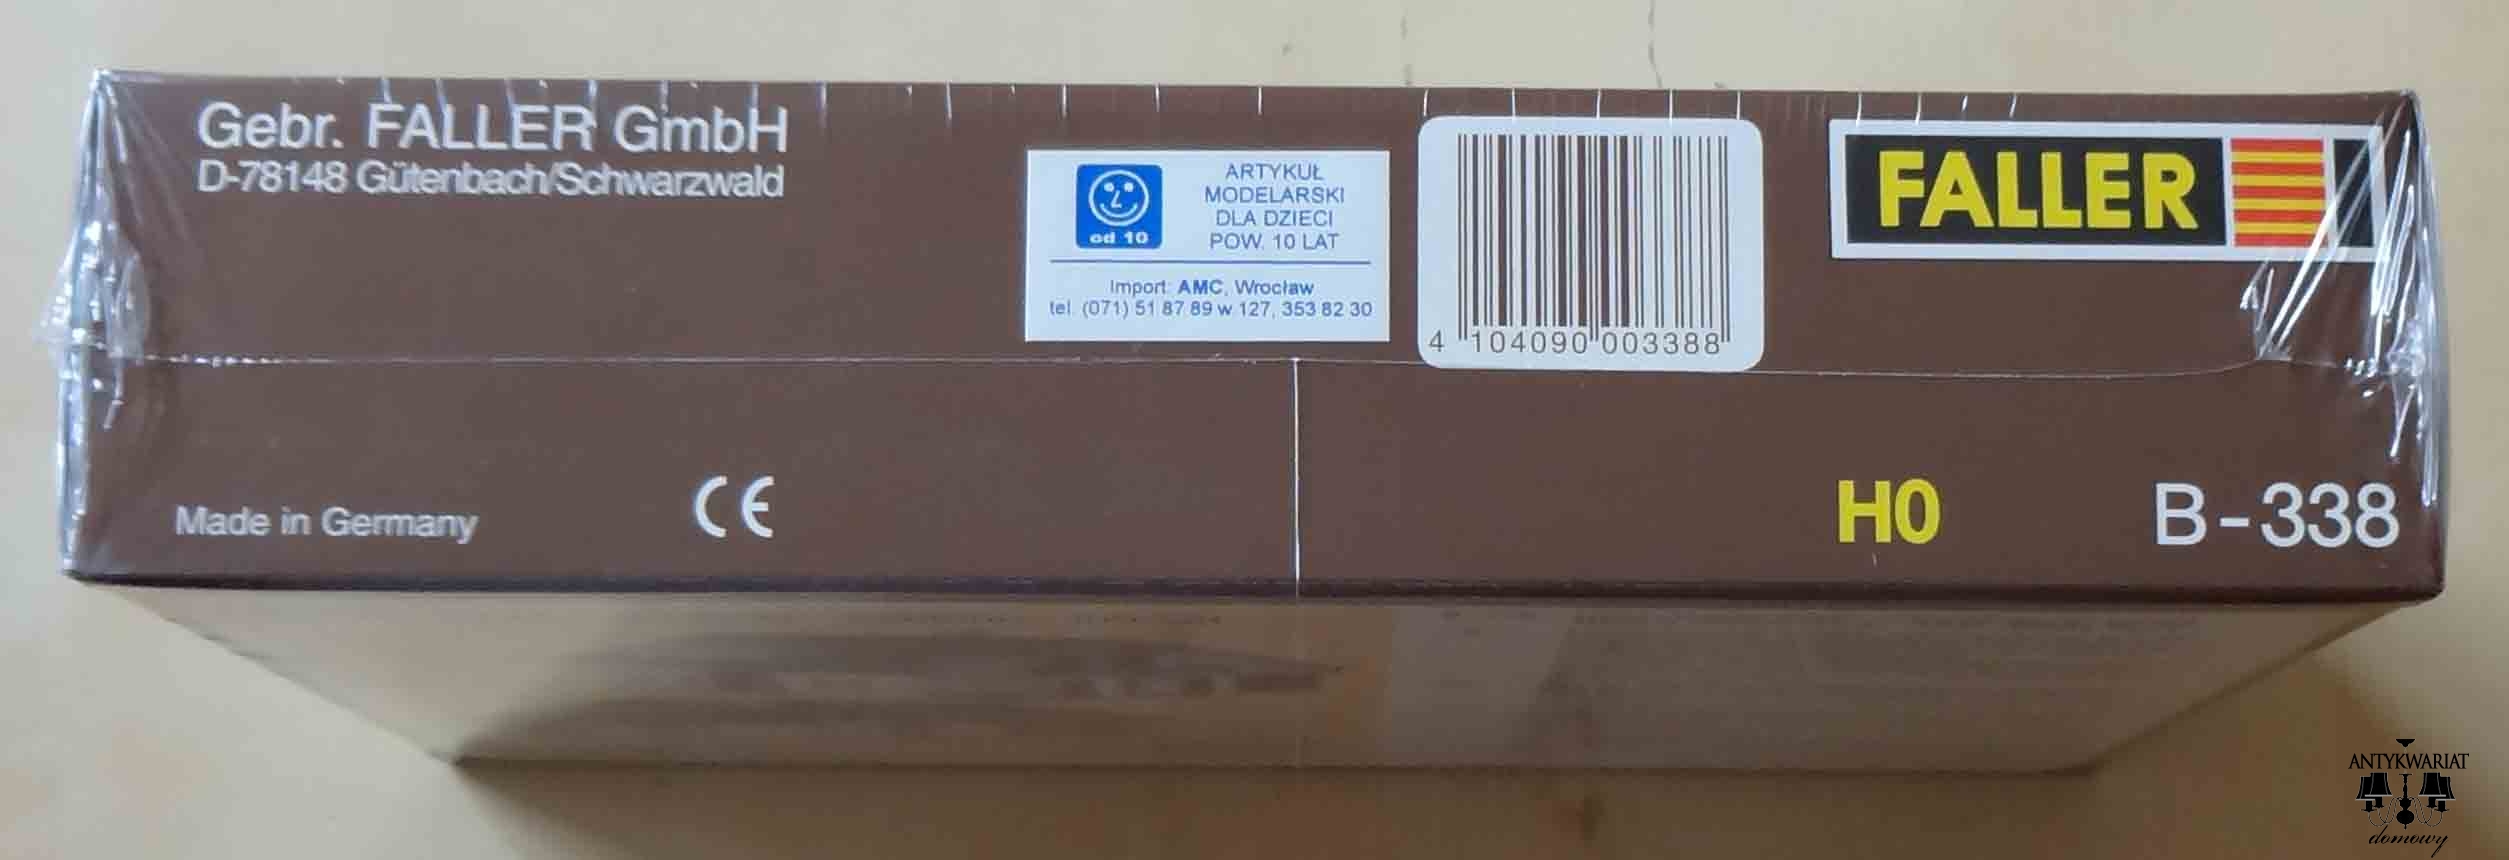 Gebr. FALLER GmbH
D-78148 Gütenbach/Schwarzwald
od 10
ARTYKUŁ
MODELARSKI
DLA DZIECI
POW. 10 LAT
Import: AMC, Wrocław
tel. (071) 51 87 89 w 127, 353 82 30
4 104090 003388
FALLER
Made in Germany
CE
H0
B-338
ANTYKWARIAT
domowy